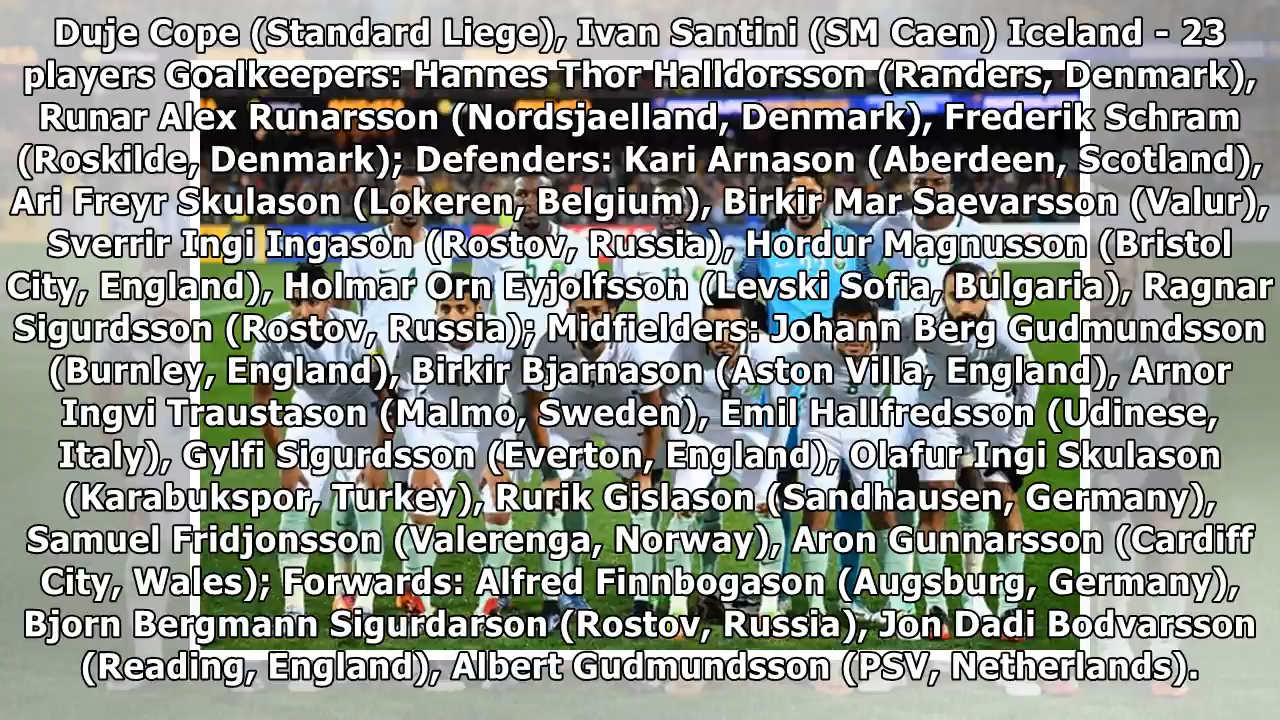 Duje Cope (Standard Liege), Ivan Santini (SM Caen) Iceland - 23
players Goalkeepers: Hannes Thor Halldorsson (Randers, Denmark),
Runar Alex Runarsson (Nordsjaelland, Denmark), Frederik Schram
(Roskilde, Denmark); Defenders: Kari Arnason (Aberdeen, Scotland),
Ari Freyr Skulason (Lokeren, Belgium), Birkir Mar Saevarsson (Valur),
Sverrir Ingi Ingason (Rostov, Russia), Hordur Magnusson (Bristol
City, England), Holmar Orn Eyjolfsson (Levski Sofia, Bulgaria), Ragnar
Sigurdsson (Rostov, Russia); Midfielders: Johann Berg Gudmundsson
(Burnley, England), Birkir Bjarnason (Aston Villa, England), Arnor
Ingvi Traustason (Malmo, Sweden), Emil Hallfredsson (Udinese,
Italy), Gylfi Sigurdsson (Everton, England), Olafur Ingi Skulason
(Karabukspor, Turkey), Rurik Gislason (Sandhausen, Germany),
Samuel Fridjonsson (Valerenga, Norway), Aron Gunnarsson (Cardiff
City, Wales); Forwards: Alfred Finnbogason (Augsburg, Germany),
Bjorn Bergmann Sigurdarson (Rostov, Russia), Jon Dadi Bodvarsson
(Reading, England), Albert Gudmundsson (PSV, Netherlands).